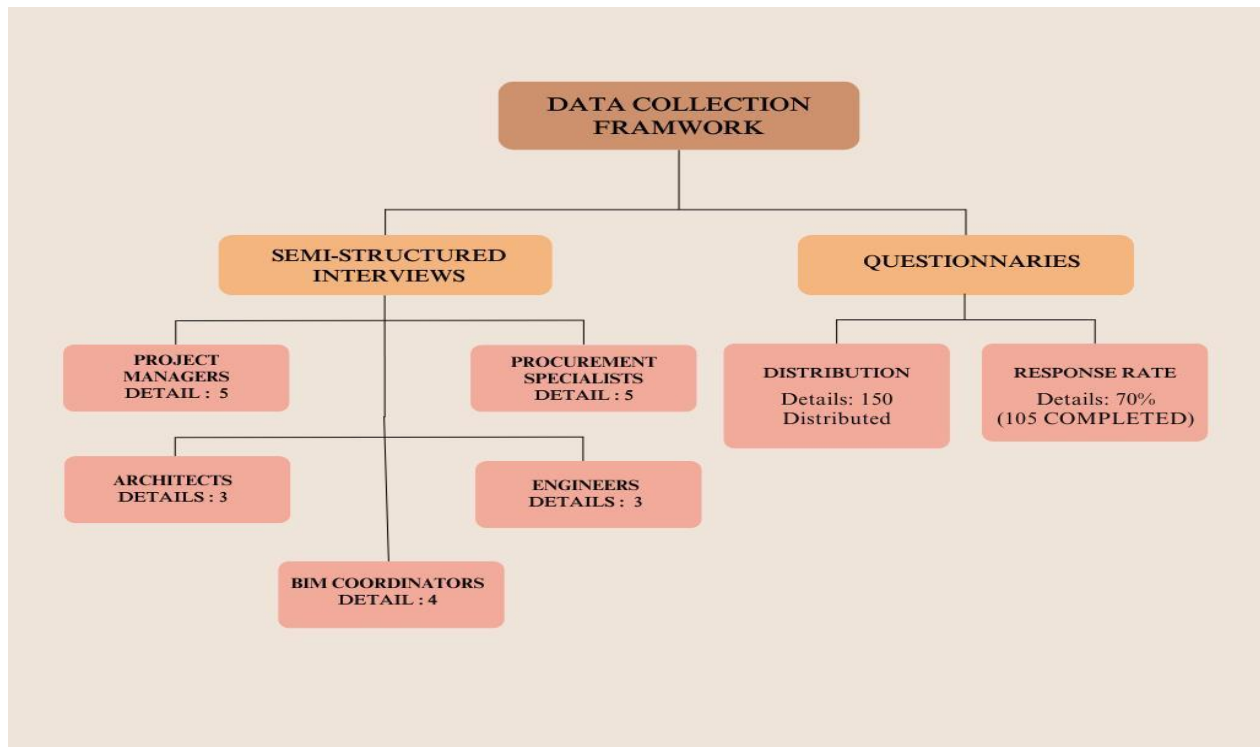 DATA COLLECTION
FRAMWORK
SEMI-STRUCTURED
INTERVIEWS
QUESTIONNARIES
PROJECT
MANAGERS
DETAIL : 5
PROCUREMENT
SPECIALISTS
DETAIL : 5
DISTRIBUTION
Details: 150
Distributed
RESPONSE RATE
Details: 70%
(105 COMPLETED)
ARCHITECTS
DETAILS : 3
ENGINEERS
DETAILS : 3
BIM COORDINATORS
DETAIL : 4